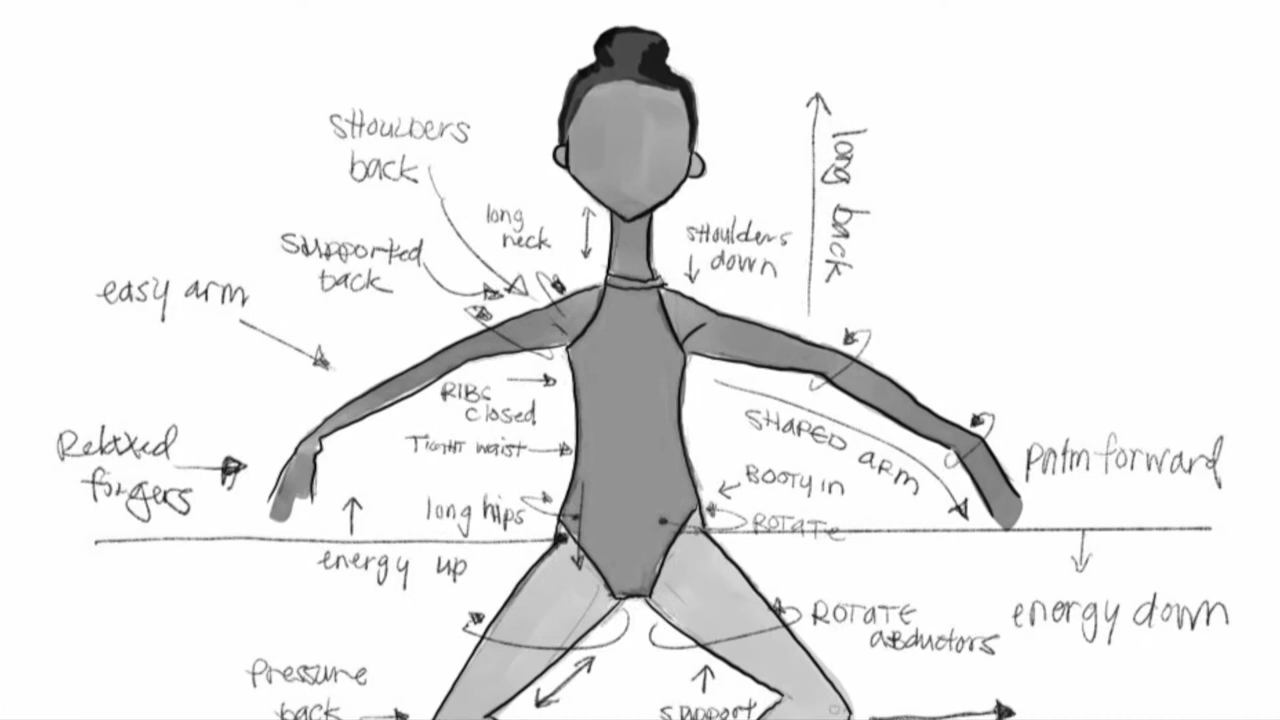 SHOULDERS
back
long back
long
neck
shoulders
down
supported
back
easy arm
RIBS
closed
SHAPED ARM
Tight waist
Relaxed
fingers
palm forward
BOOTY in
long hips
ROTATE
energy up
energy down
ROTATE
abductors
Pressure
back
support